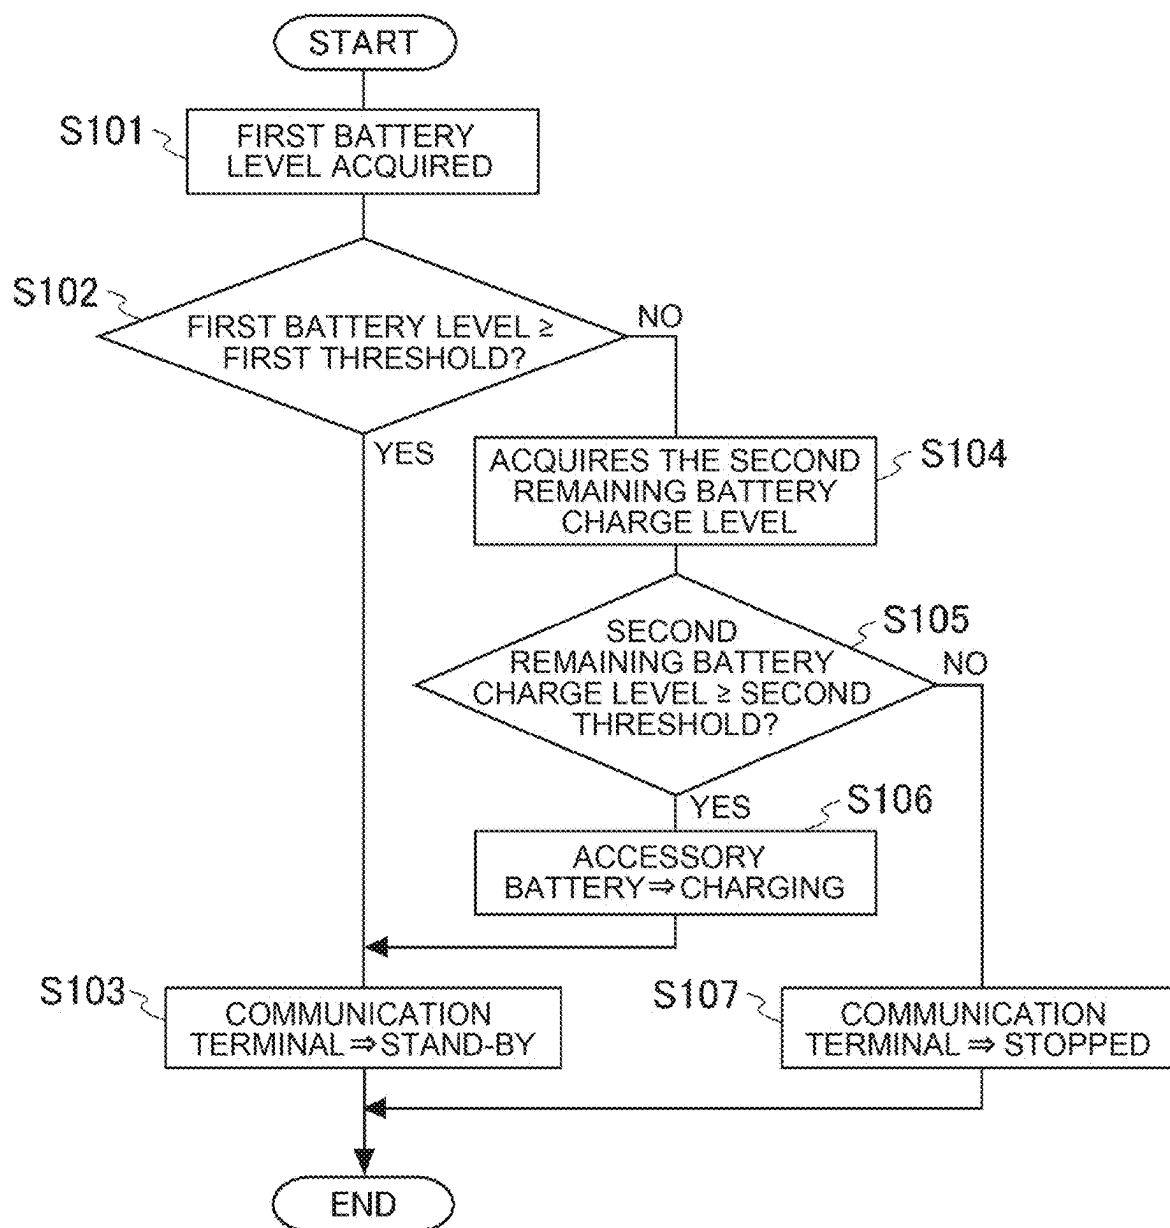 START
S101
FIRST BATTERY
LEVEL ACQUIRED
S102
FIRST BATTERY LEVEL ≥
FIRST THRESHOLD?
NO
YES
ACQUIRES THE SECOND
REMAINING BATTERY
CHARGE LEVEL
S104
SECOND
REMAINING BATTERY
CHARGE LEVEL ≥ SECOND
THRESHOLD?
S105
NO
YES
S106
ACCESSORY
BATTERY⇒CHARGING
S103
COMMUNICATION
TERMINAL⇒STAND-BY
S107
COMMUNICATION
TERMINAL⇒STOPPED
END